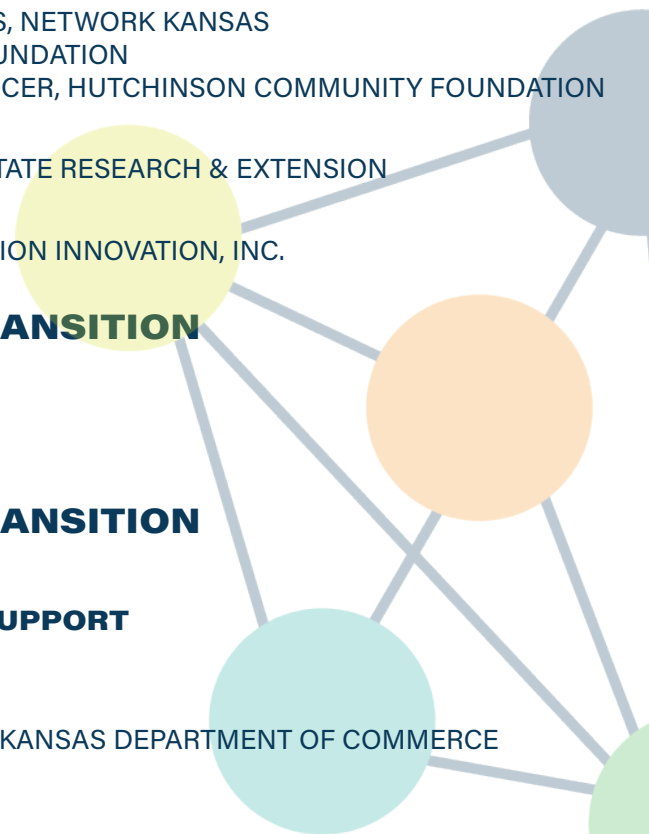 S, NETWORK KANSAS
UNDATION
CER, HUTCHINSON COMMUNITY FOUNDATION
TATE RESEARCH & EXTENSION
ION INNOVATION, INC.
ANSITION
ANSITION
UPPORT
KANSAS DEPARTMENT OF COMMERCE